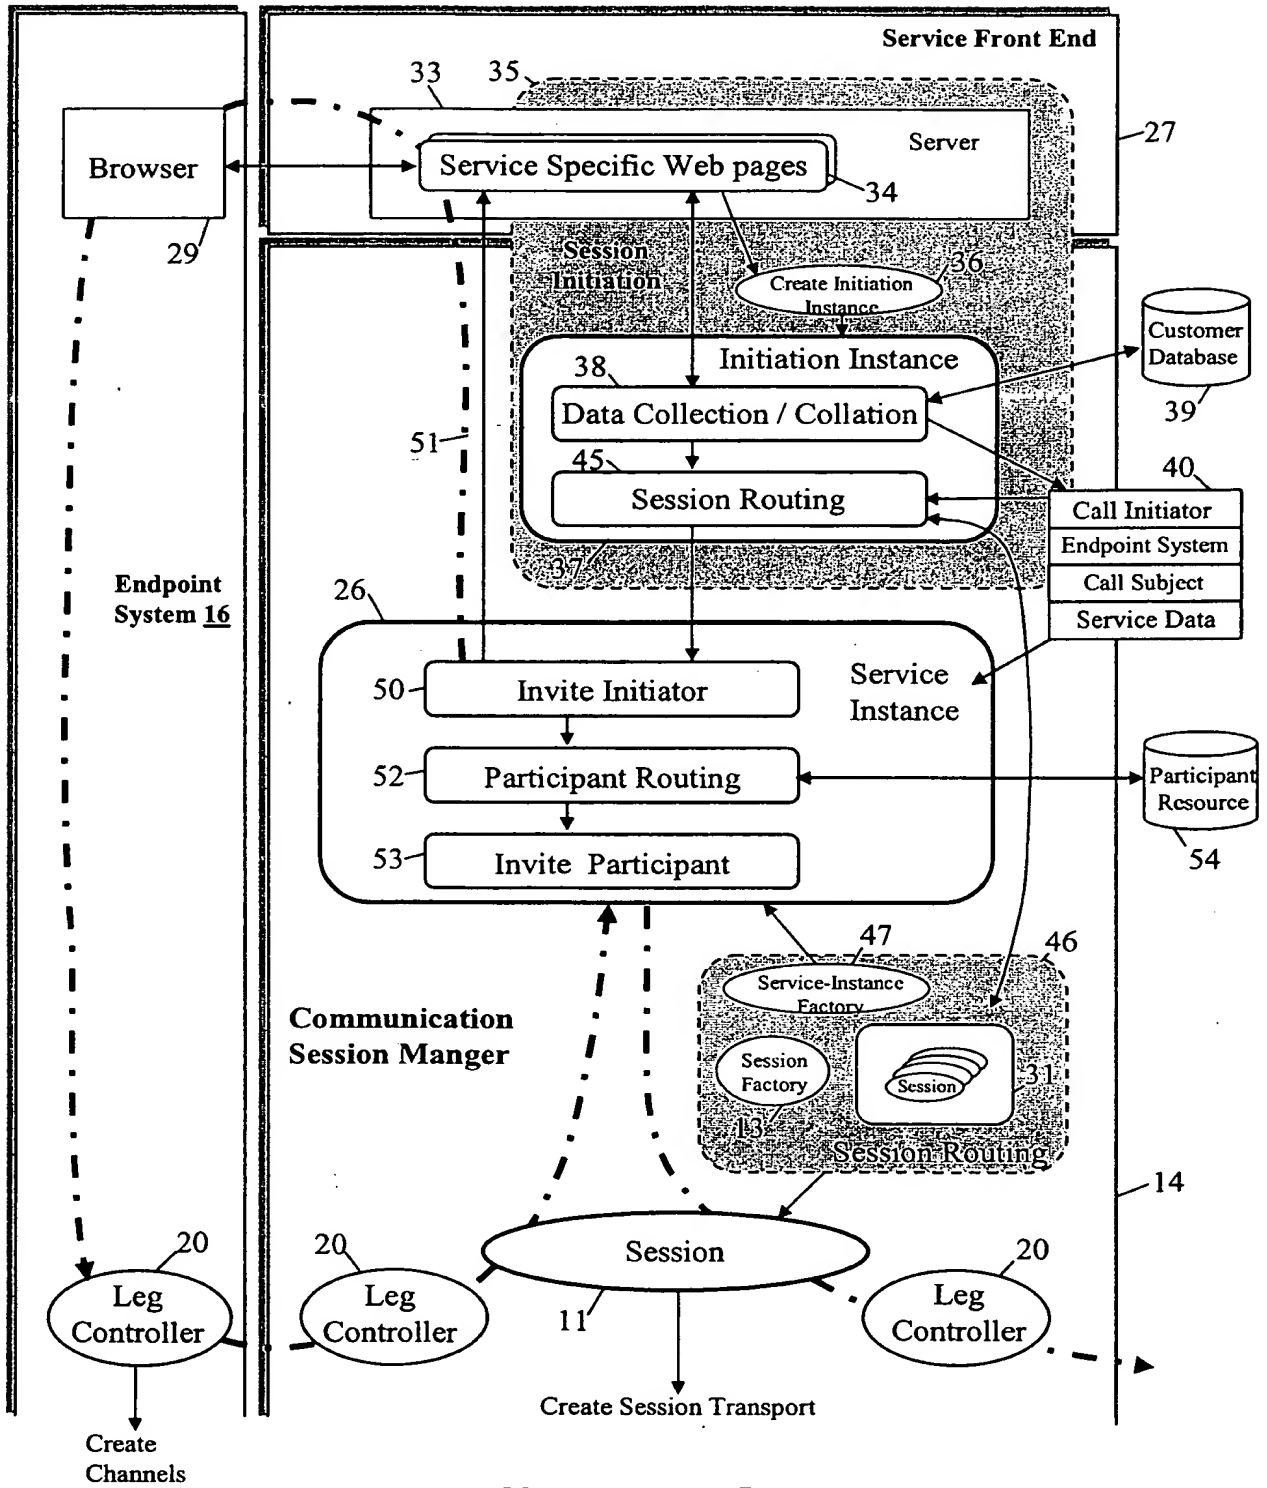 Service Front End
33
35
27
Browser
Server
Service Specific Web pages
34
29
Session
Initiation
36
Create Initiation
Instance
Customer
Database
39
Initiation Instance
38
Data Collection / Collation
51
45
Session Routing
40
Call Initiator
Endpoint System
Call Subject
Service Data
37
Endpoint
System 16
26
Service
Instance
50
Invite Initiator
52
Participant Routing
Participant
Resource
54
53
Invite Participant
47
46
Service-Instance
Factory
Communication
Session Manger
Session
Factory
13
Session
31
Session Routing
14
20
Leg
Controller
20
Leg
Controller
Session
11
20
Leg
Controller
Create Session Transport
Create
Channels